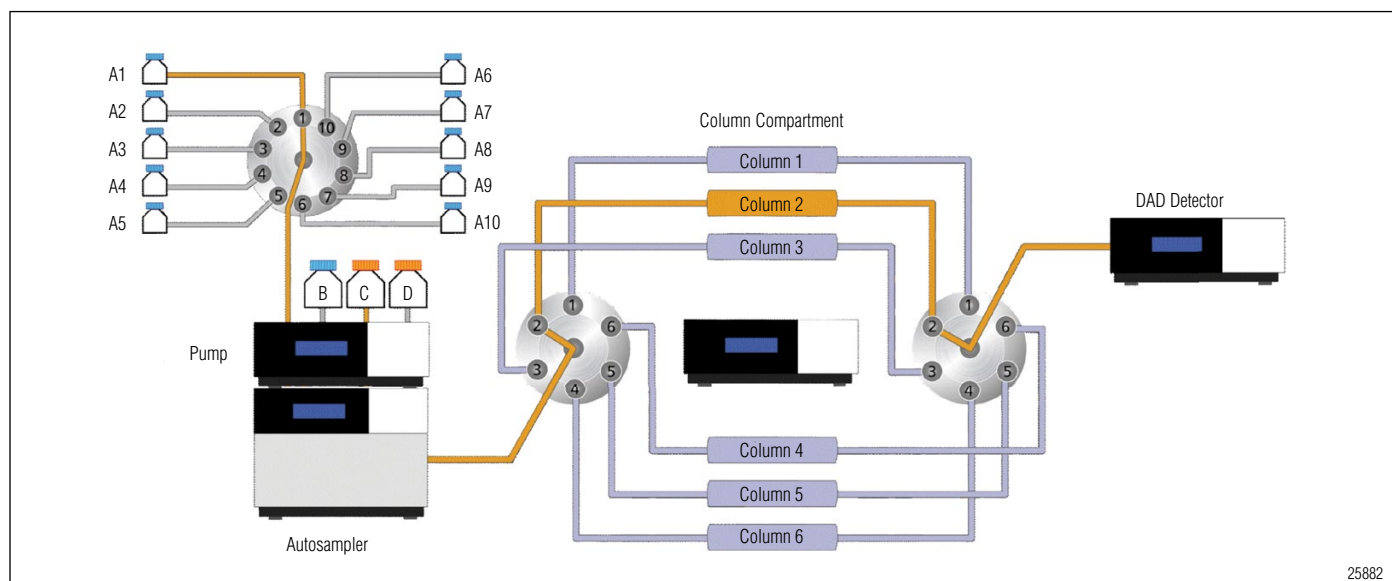 A1
A2
A3
A4
A5
A6
A7
A8
A9
A10
1
2
3
4
5
6
7
8
9
10
B
C
D
Pump
Autosampler
Column Compartment
Column 1
Column 2
Column 3
Column 4
Column 5
Column 6
1
2
3
4
5
6
1
2
3
4
5
6
DAD Detector
25882